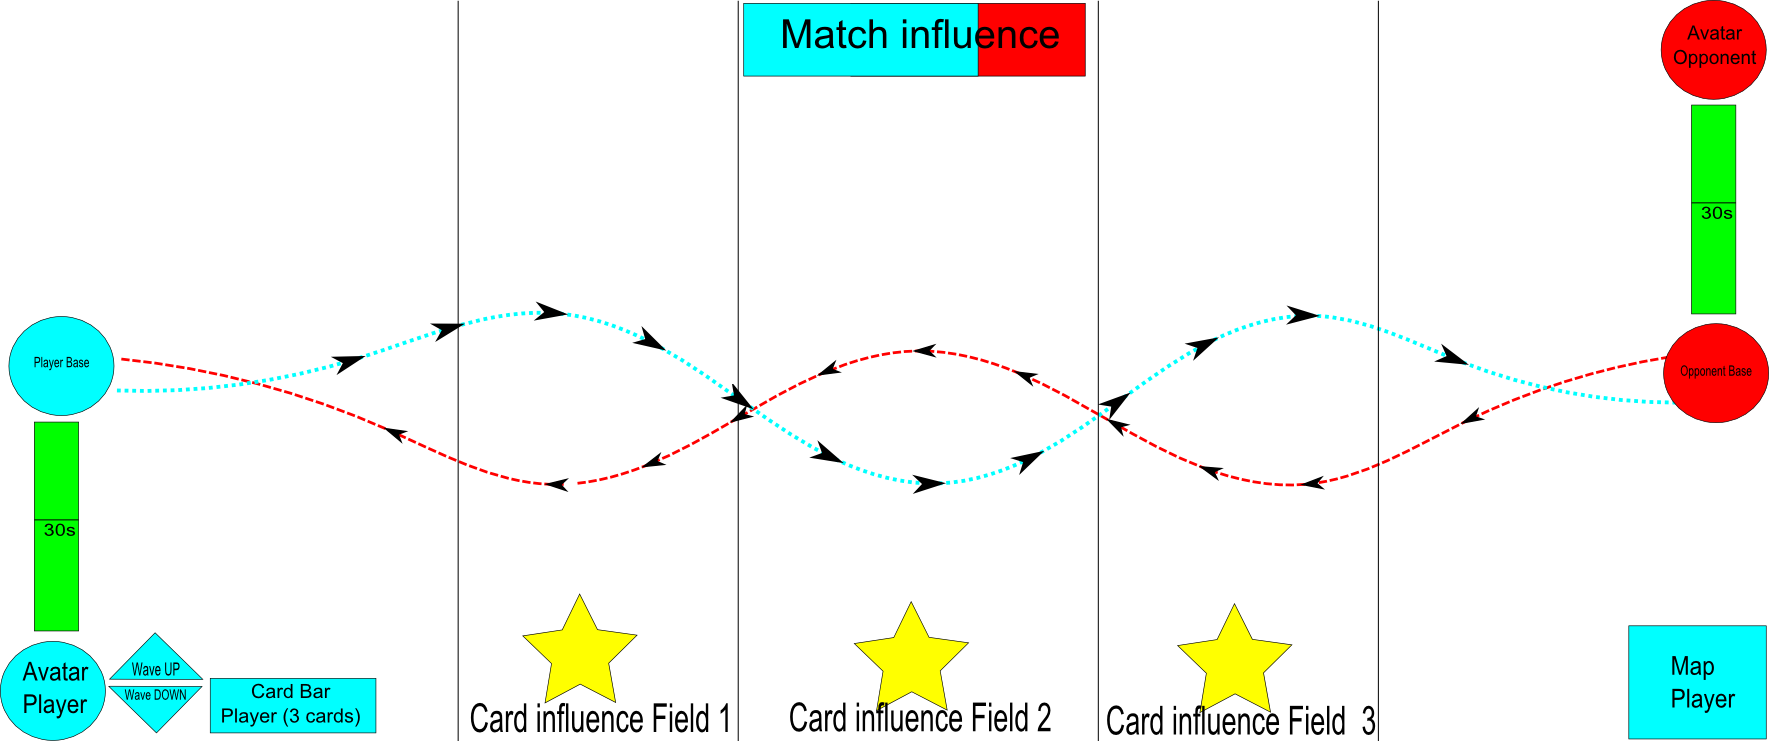 Match influence
Avatar
Opponent
30s
Player Base
Opponent Base
30s
Wave UP
Wave DOWN
Avatar
Player
Card Bar
Player (3 cards)
Card influence Field 1
Card influence Field 2
Card influence Field 3
Map
Player